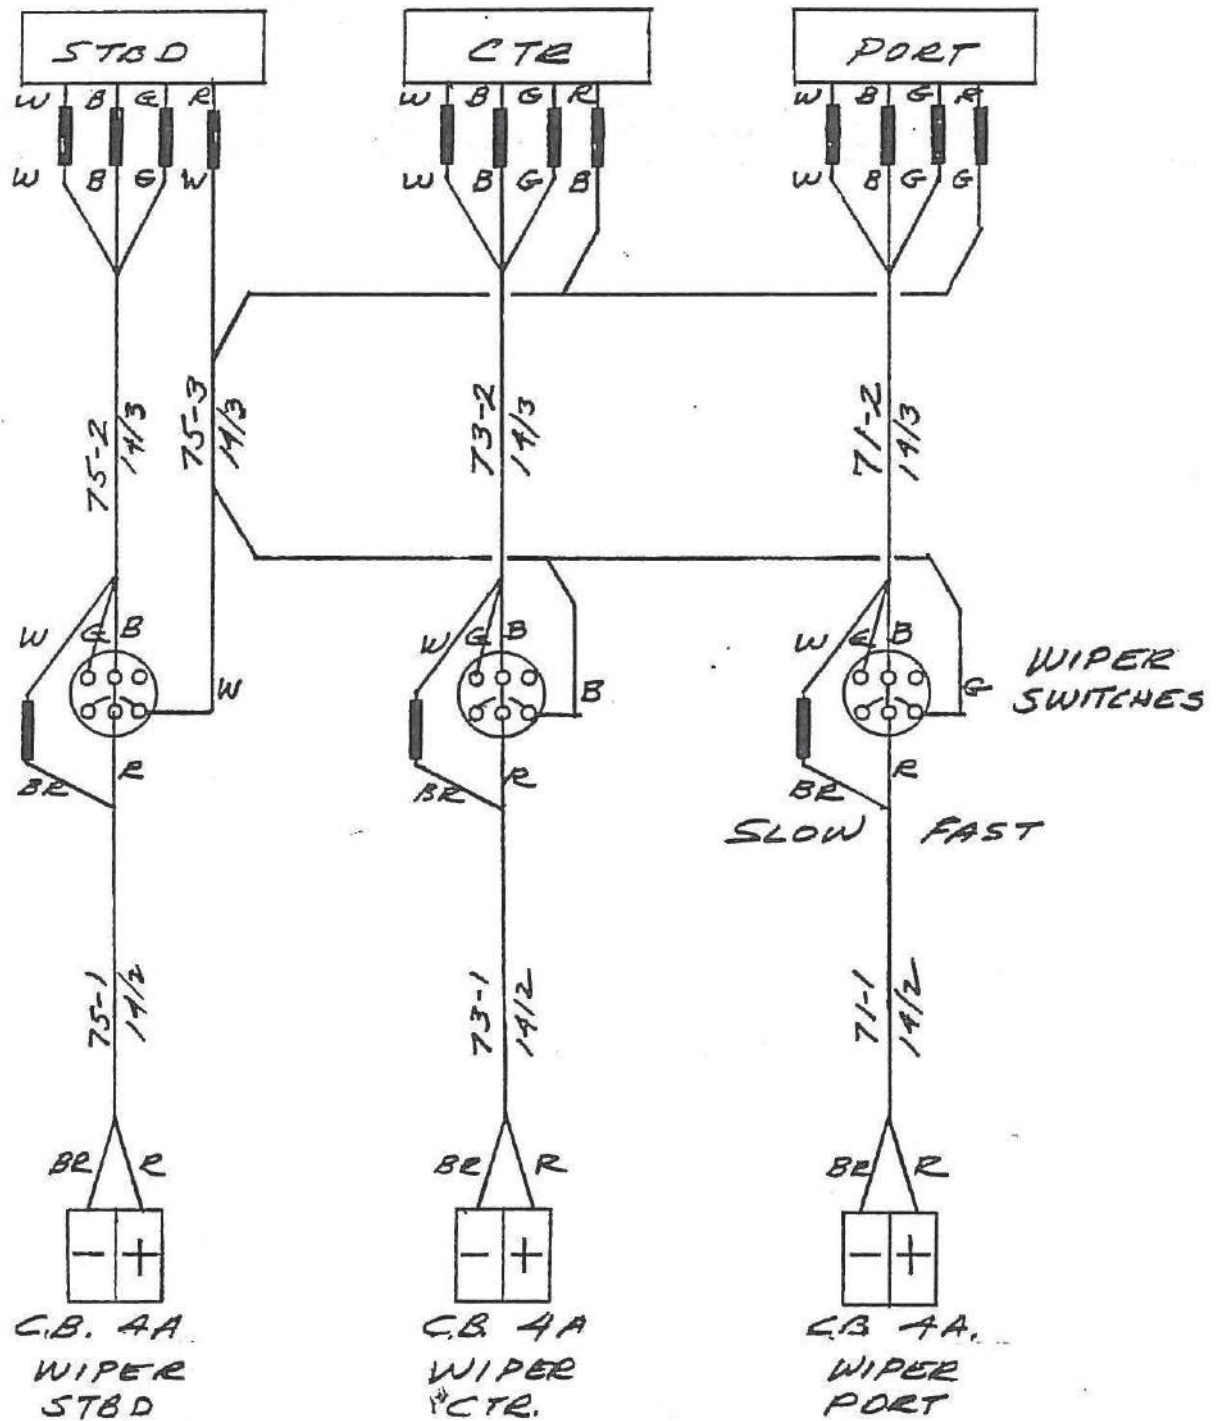 STBD
CTR
PORT
W B G R
W B G R
W B G R
W B G W
W B G B
W B G G
75-2
14/3
75-3
14/3
73-2
14/3
71-2
14/3
W G B
W
W G B
B
W G B
G
WIPER
SWITCHES
BR R
BR R
BR R
SLOW FAST
75-1
14/2
73-1
14/2
71-1
14/2
BR R
BR R
BR R
- +
- +
- +
C.B. 4A
WIPER
STBD
C.B. 4A
WIPER
CTR.
C.B. 4A.
WIPER
PORT